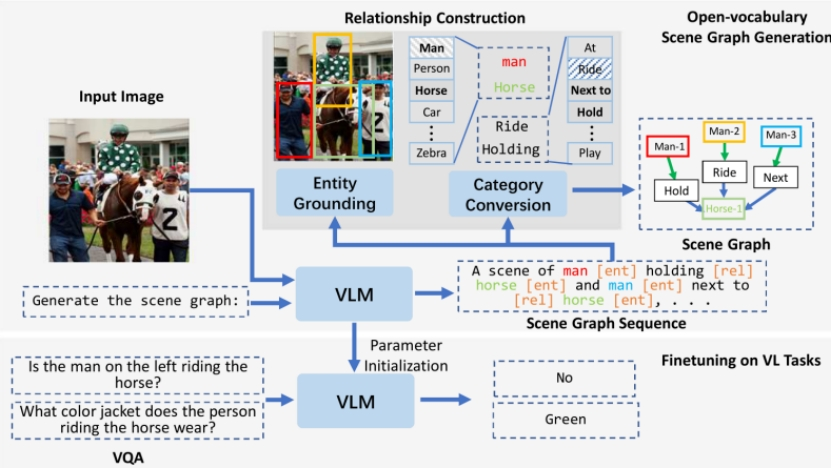 Relationship Construction
Open-vocabulary
Scene Graph Generation
Input Image
Man
Person
Horse
Car
Zebra
man
Horse
Ride
Holding
At
Ride
Next to
Hold
Play
2
2
Entity
Grounding
Category
Conversion
Man-1
Man-2
Man-3
Hold
Ride
Next
Horse-1
Scene Graph
Generate the scene graph:
VLM
A scene of man [ent] holding [rel]
horse [ent] and man [ent] next to
[rel] horse [ent], . . .
Scene Graph Sequence
Parameter
Initialization
Finetuning on VL Tasks
Is the man on the left riding the
horse?
What color jacket does the person
riding the horse wear?
VQA
VLM
No
Green